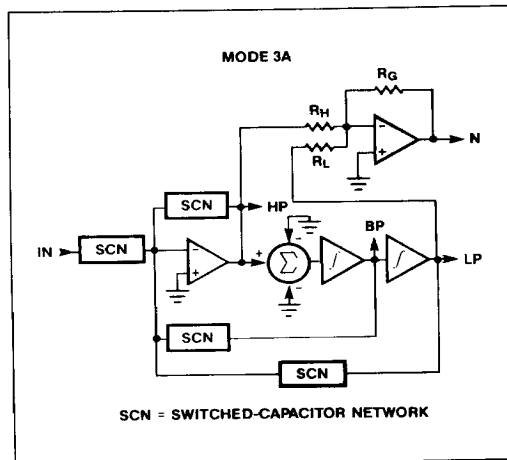 MODE 3A
RG
RH
RL
N
SCN
HP
IN
SCN
BP
LP
Σ
∫
∫
SCN
SCN
SCN = SWITCHED-CAPACITOR NETWORK